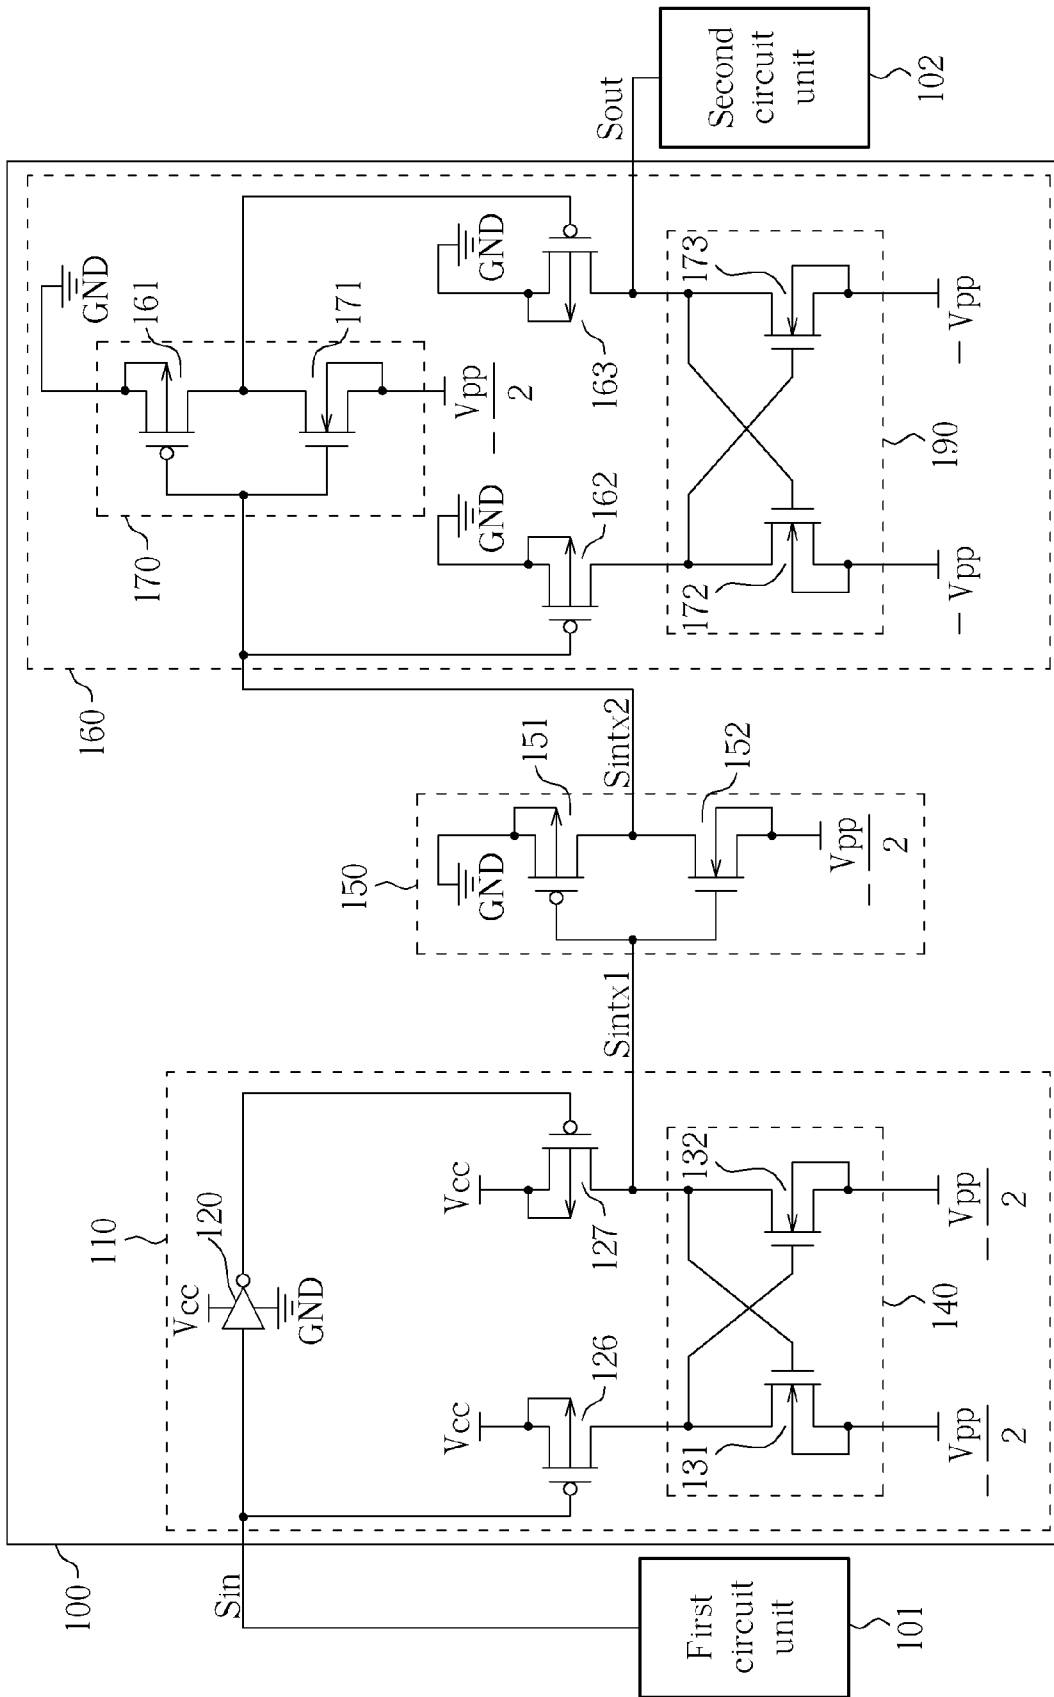 100
110
Vcc
120
GND
Sin
Vcc
126
Vcc
127
131
132
- Vpp
2
- Vpp
2
140
First
circuit
unit
101
Sintx1
150
GND
151
152
- Vpp
2
Sintx2
160
170
GND
161
171
- Vpp
2
GND
162
GND
163
172
173
- Vpp
- Vpp
190
Sout
Second
circuit
unit
102